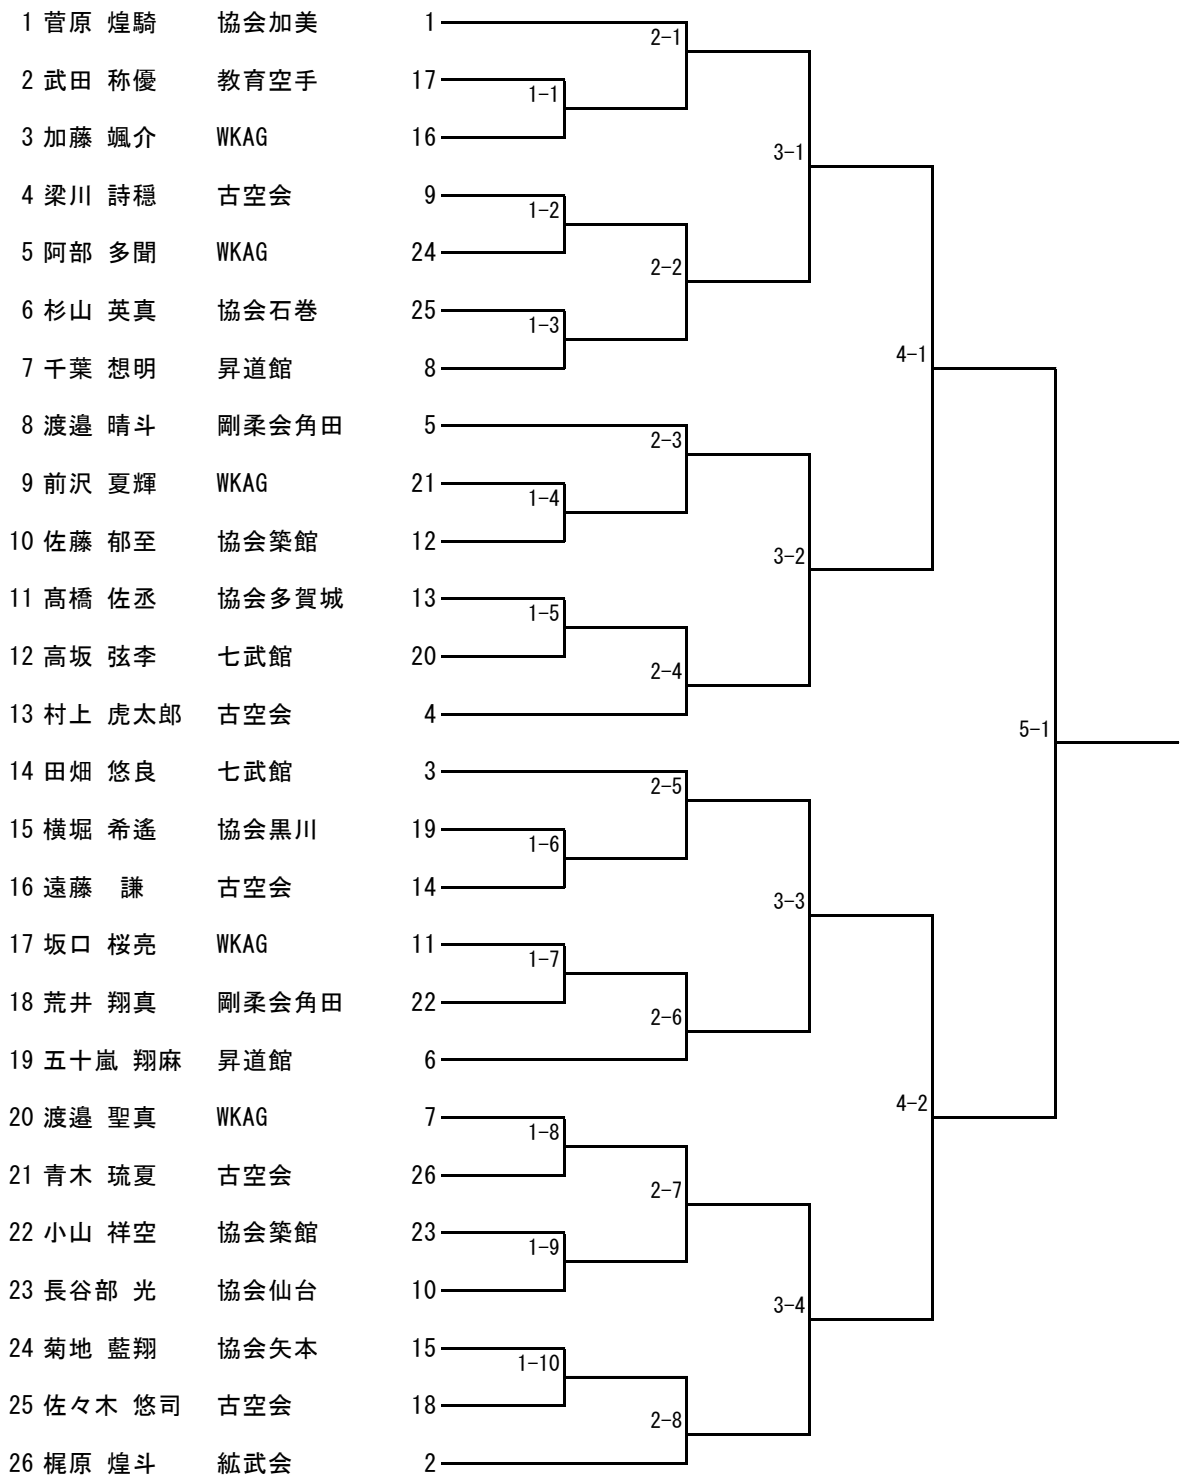 1 菅原 煌騎 協会加美 1
2-1
2 武田 称優 教育空手 17
1-1
3 加藤 颯介 WKAG 16
3-1
4 梁川 詩穏 古空会 9
1-2
5 阿部 多聞 WKAG 24
2-2
6 杉山 英真 協会石巻 25
1-3
4-1
7 千葉 想明 昇道館 8
8 渡邉 晴斗 剛柔会角田 5
2-3
9 前沢 夏輝 WKAG 21
1-4
10 佐藤 郁至 協会築館 12
3-2
11 髙橋 佐丞 協会多賀城 13
1-5
12 高坂 弦李 七武館 20
2-4
13 村上 虎太郎 古空会 4
5-1
14 田畑 悠良 七武館 3
2-5
15 横堀 希遙 協会黒川 19
1-6
16 遠藤 謙 古空会 14
3-3
17 坂口 桜亮 WKAG 11
1-7
18 荒井 翔真 剛柔会角田 22
2-6
19 五十嵐 翔麻 昇道館 6
4-2
20 渡邉 聖真 WKAG 7
1-8
21 青木 琉夏 古空会 26
2-7
22 小山 祥空 協会築館 23
1-9
23 長谷部 光 協会仙台 10
3-4
24 菊地 藍翔 協会矢本 15
1-10
25 佐々木 悠司 古空会 18
2-8
26 梶原 煌斗 紘武会 2